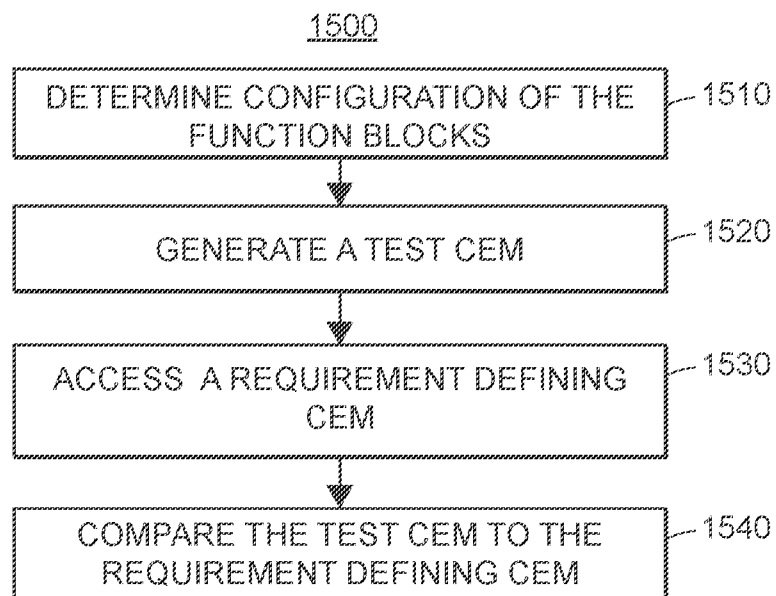 1500
DETERMINE CONFIGURATION OF THE
FUNCTION BLOCKS
1510
GENERATE A TEST CEM
1520
ACCESS A REQUIREMENT DEFINING
CEM
1530
COMPARE THE TEST CEM TO THE
REQUIREMENT DEFINING CEM
1540